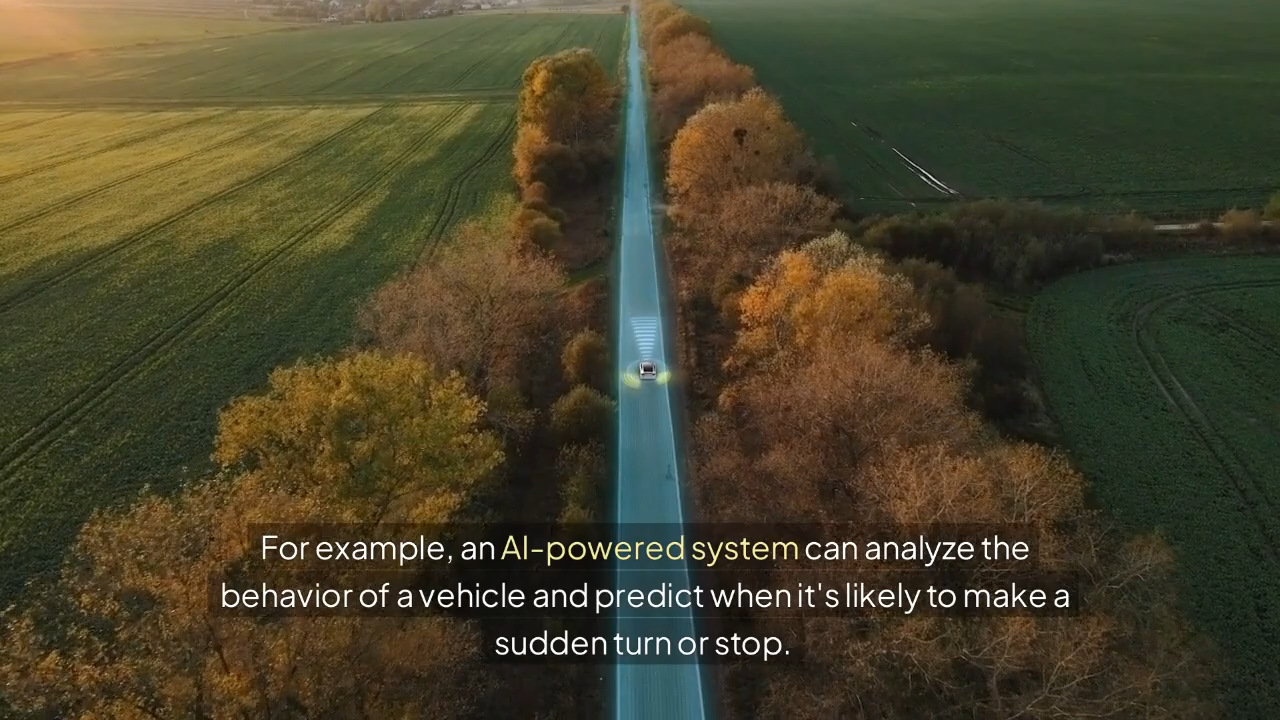 For example, an AI-powered system can analyze the
behavior of a vehicle and predict when it's likely to make a
sudden turn or stop.